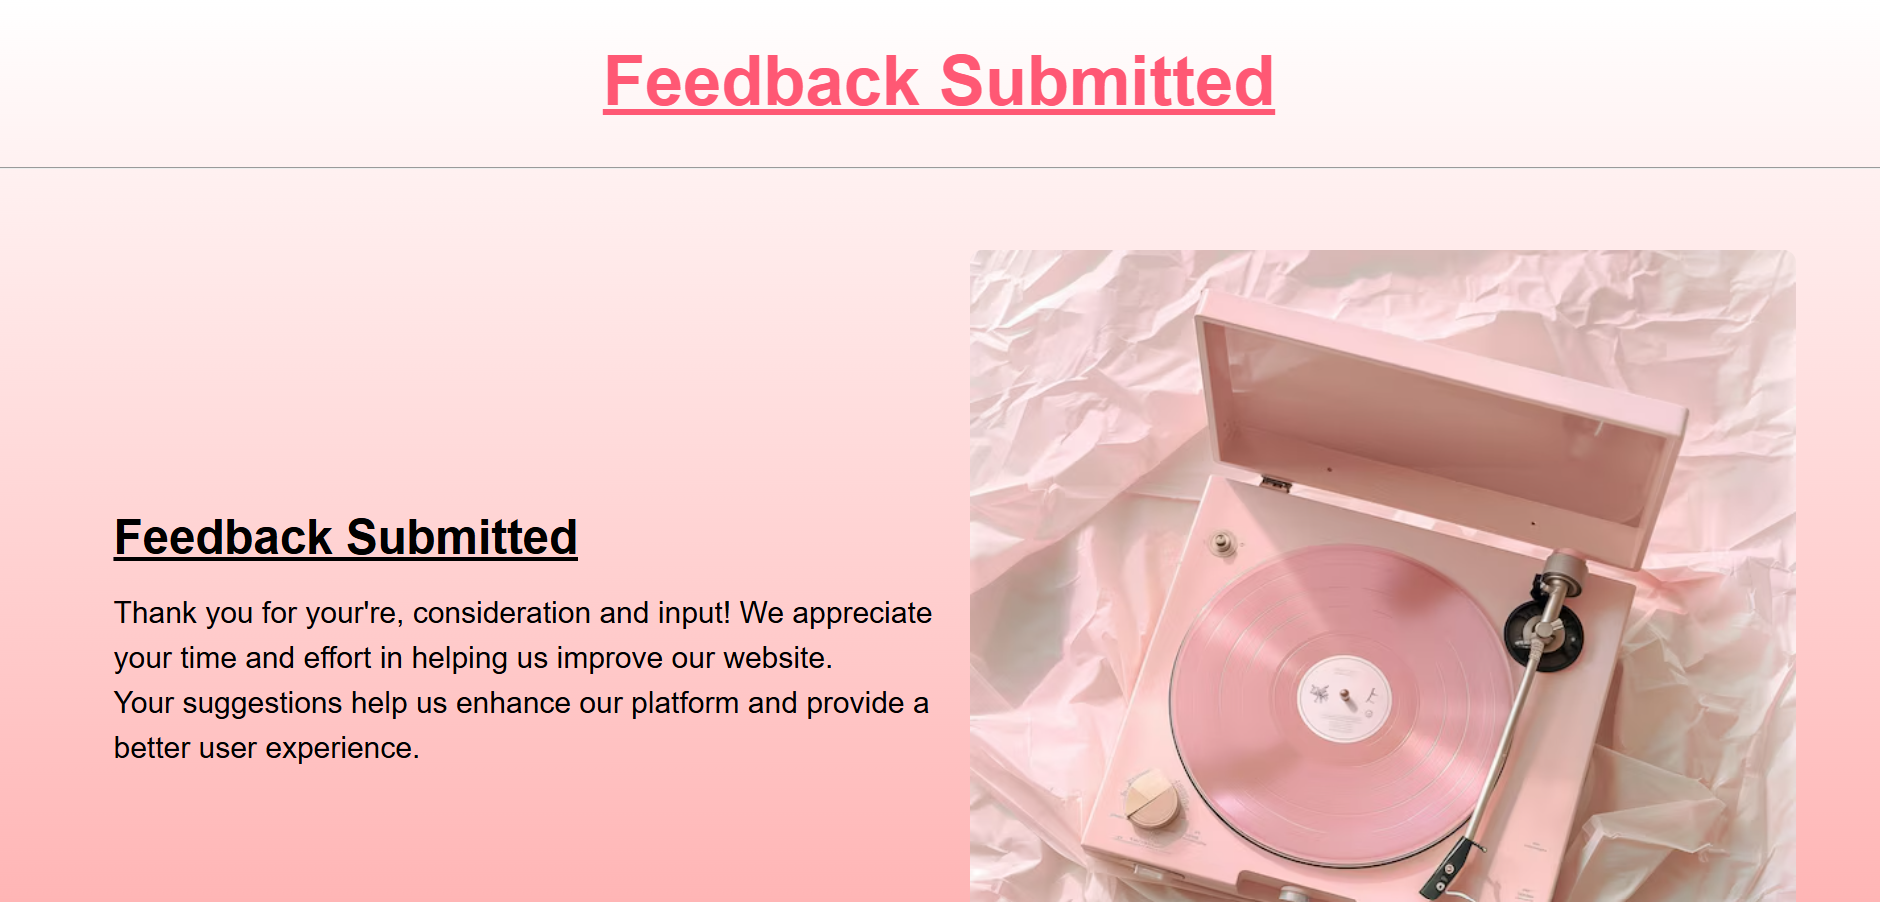 Feedback Submitted
Feedback Submitted
Thank you for your're, consideration and input! We appreciate
your time and effort in helping us improve our website.
Your suggestions help us enhance our platform and provide a
better user experience.